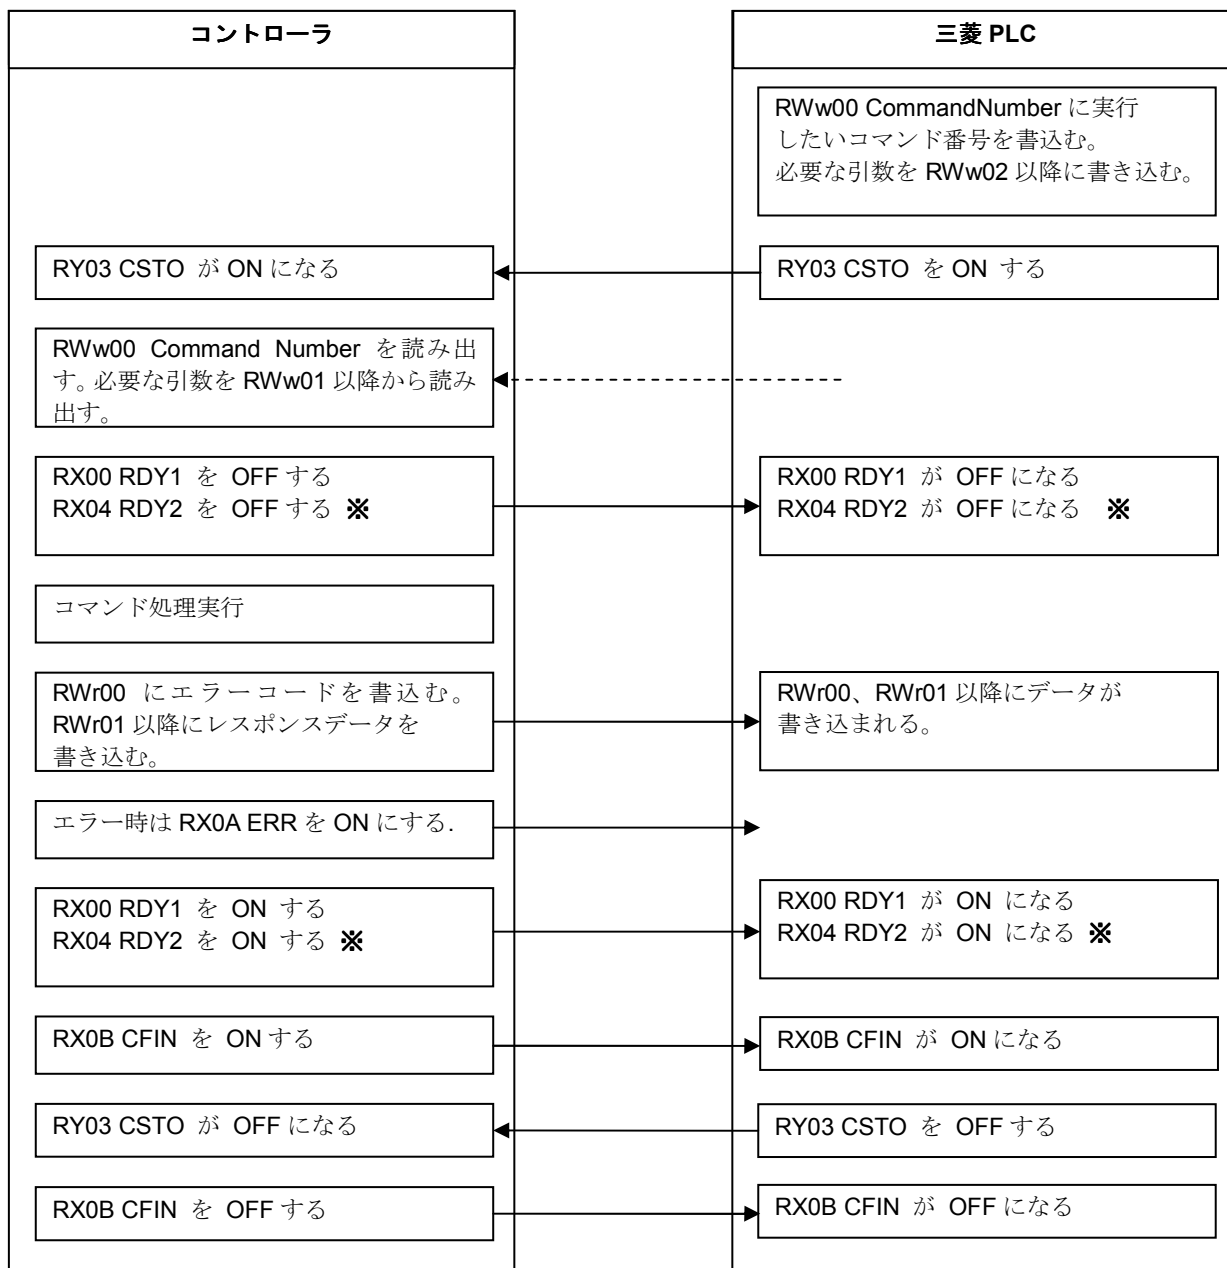 コントローラ
三菱 PLC
RWw00 CommandNumber に実行
したいコマンド番号を書込む。
必要な引数を RWw02 以降に書き込む。
RY03 CSTO が ON になる
RY03 CSTO を ON する
RWw00 Command Number を読み出
す。必要な引数を RWw01 以降から読み
出す。
RX00 RDY1 を OFF する
RX04 RDY2 を OFF する ※
RX00 RDY1 が OFF になる
RX04 RDY2 が OFF になる ※
コマンド処理実行
RWr00 にエラーコードを書込む。
RWr01 以降にレスポンスデータを
書き込む。
RWr00、RWr01 以降にデータが
書き込まれる。
エラー時は RX0A ERR を ON にする.
RX00 RDY1 を ON する
RX04 RDY2 を ON する ※
RX00 RDY1 が ON になる
RX04 RDY2 が ON になる ※
RX0B CFIN を ON する
RX0B CFIN が ON になる
RY03 CSTO が OFF になる
RY03 CSTO を OFF する
RX0B CFIN を OFF する
RX0B CFIN が OFF になる